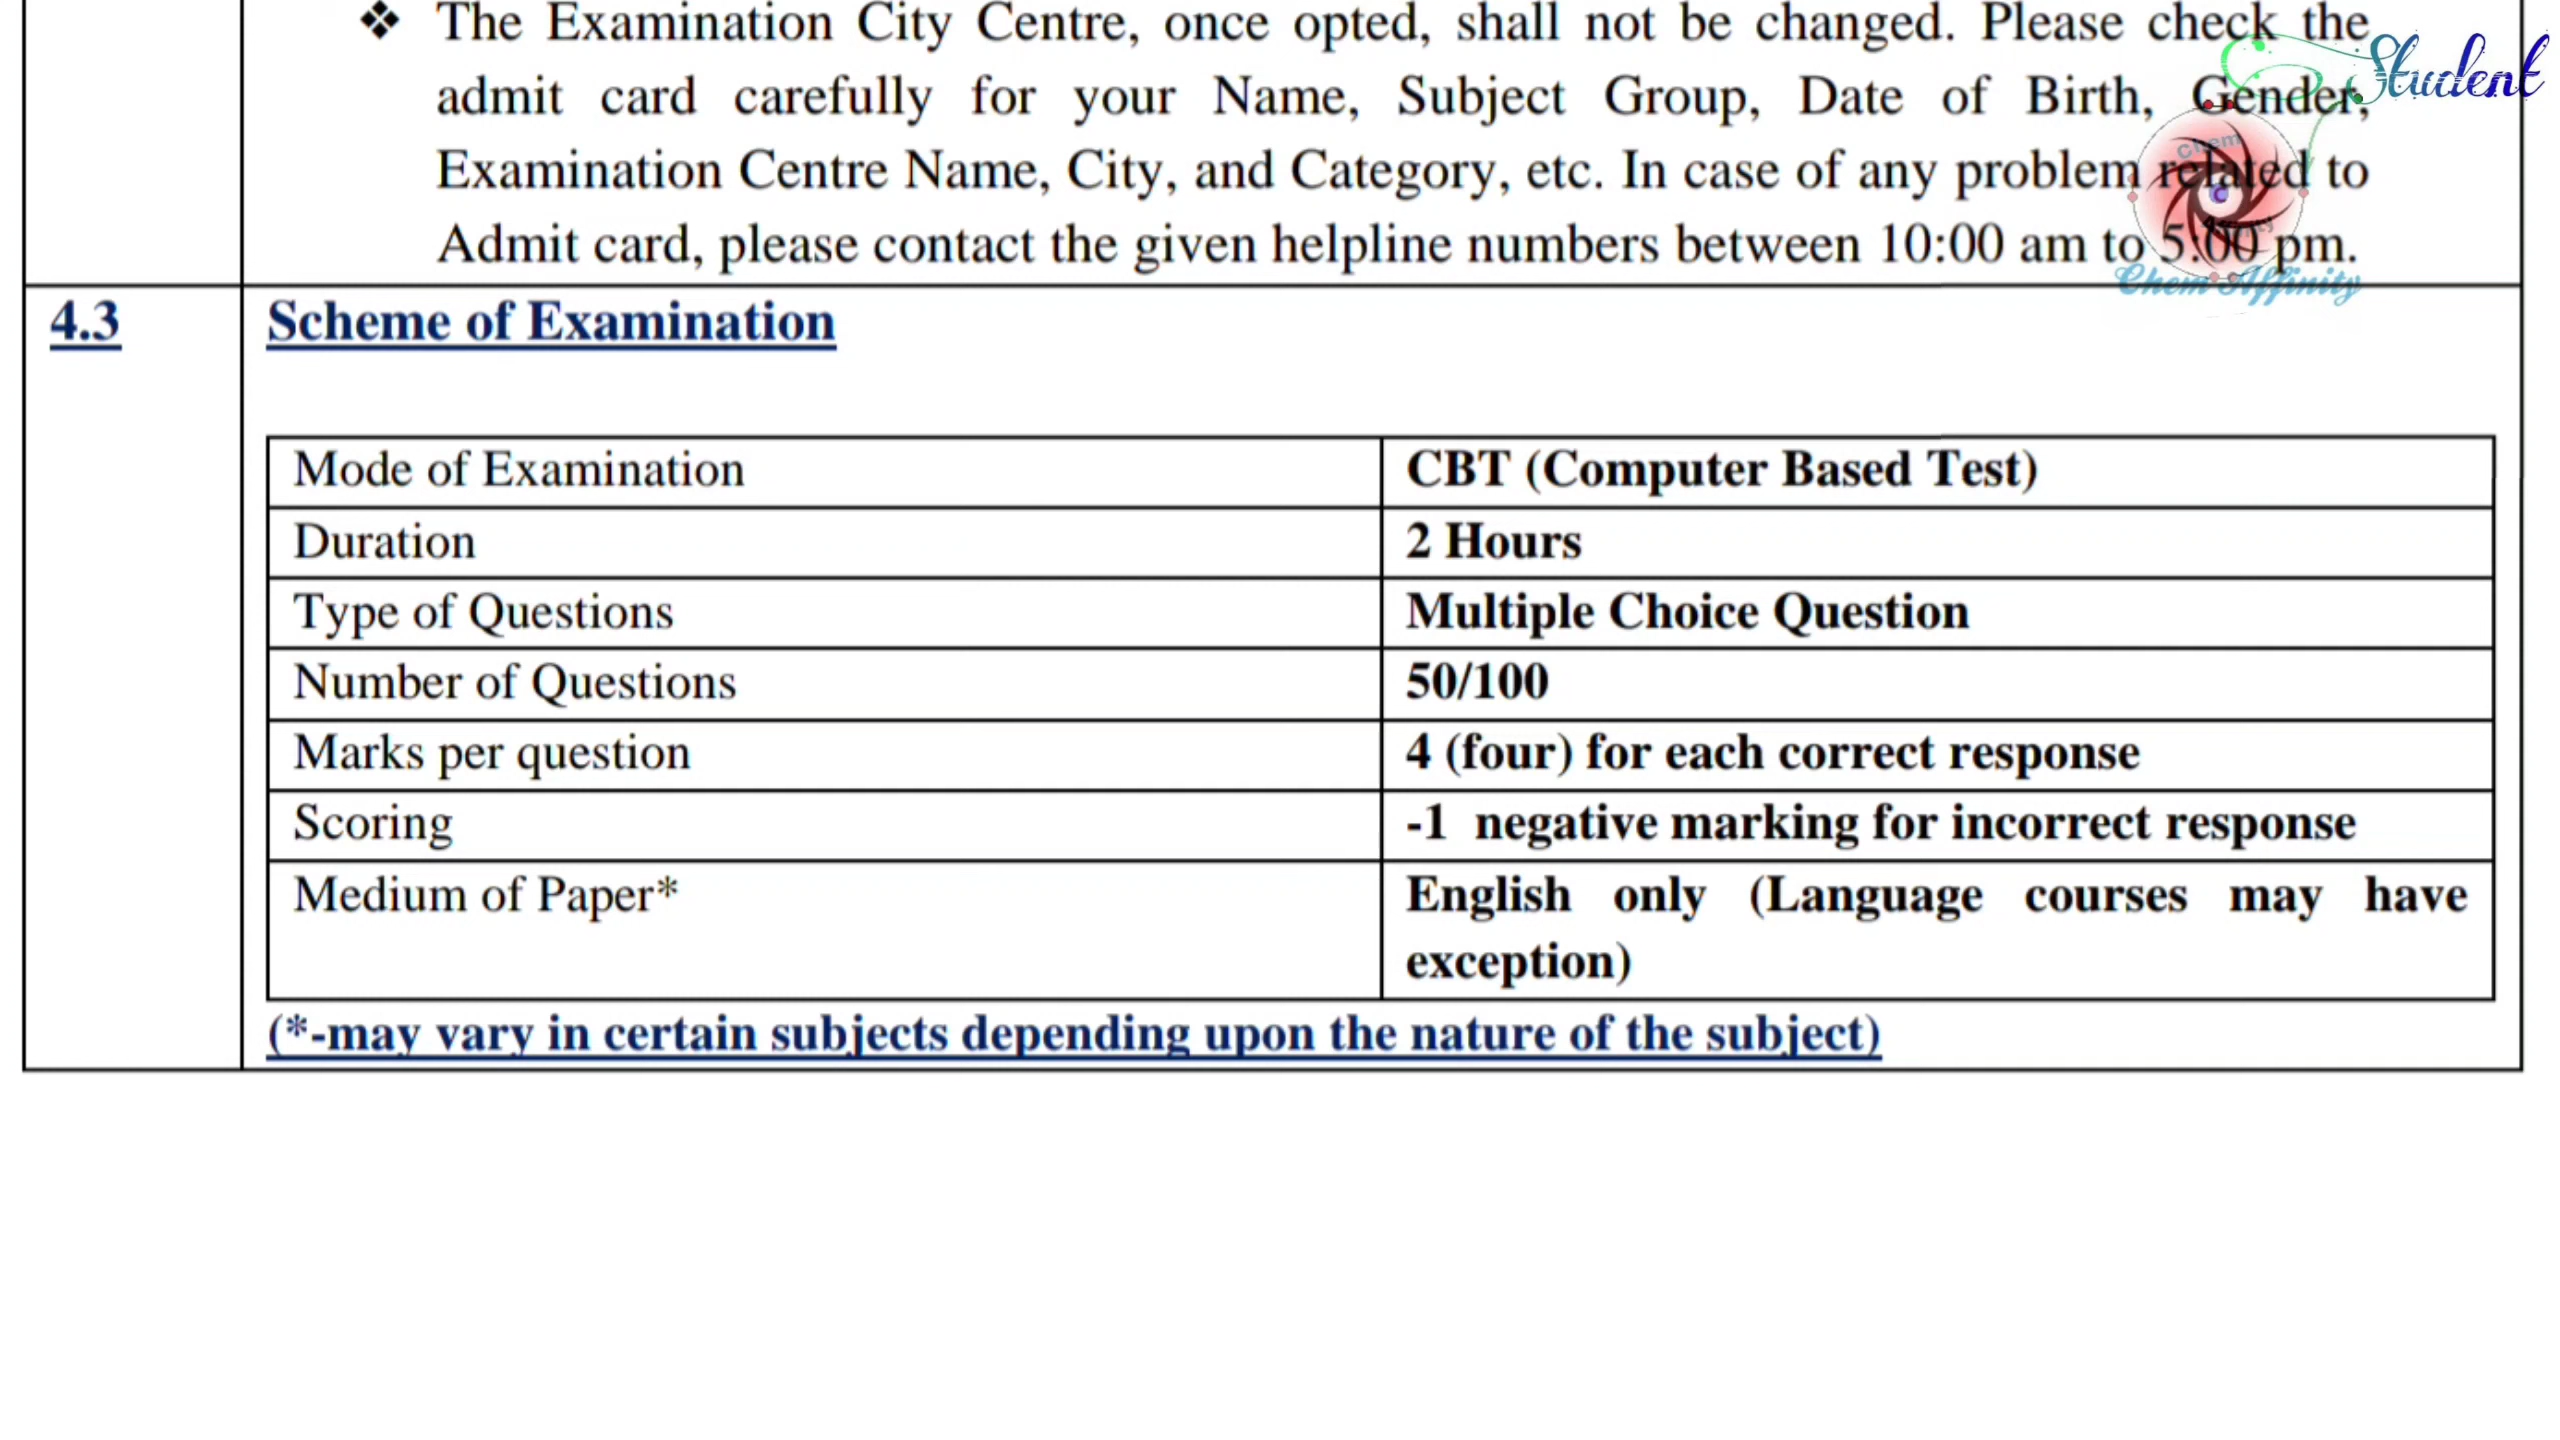 ❖ The Examination City Centre, once opted, shall not be changed. Please check the
admit card carefully for your Name, Subject Group, Date of Birth, Gender,
Examination Centre Name, City, and Category, etc. In case of any problem related to
Admit card, please contact the given helpline numbers between 10:00 am to 5:00 pm.
Student
Chem
Affinity
Chem Affinity
4.3 Scheme of Examination
Mode of Examination CBT (Computer Based Test)
Duration 2 Hours
Type of Questions Multiple Choice Question
Number of Questions 50/100
Marks per question 4 (four) for each correct response
Scoring -1 negative marking for incorrect response
Medium of Paper* English only (Language courses may have
exception)
(*-may vary in certain subjects depending upon the nature of the subject)